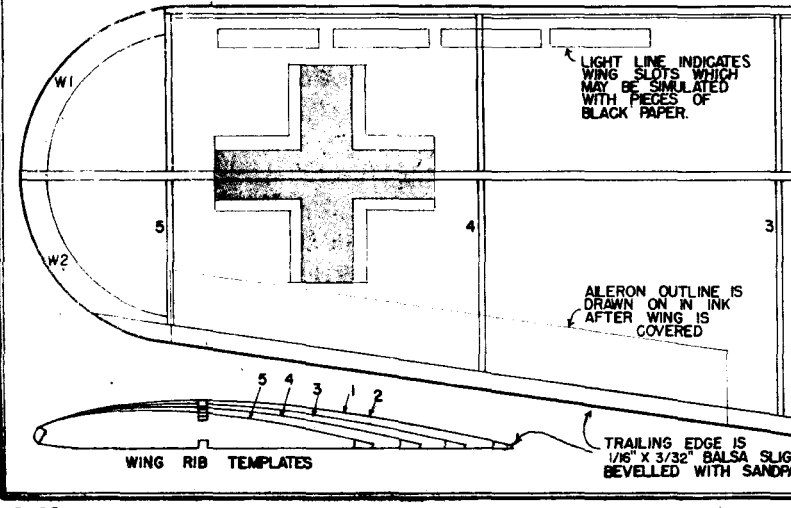 W1
LIGHT LINE INDICATES
WING SLOTS WHICH
MAY BE SIMULATED
WITH PIECES OF
BLACK PAPER.
5
4
3
W2
AILERON OUTLINE IS
DRAWN ON IN INK
AFTER WING IS
COVERED
5 4 3 1 2
WING RIB TEMPLATES
TRAILING EDGE IS
1/16" X 3/32" BALSA SLIG
BEVELLED WITH SANDPA